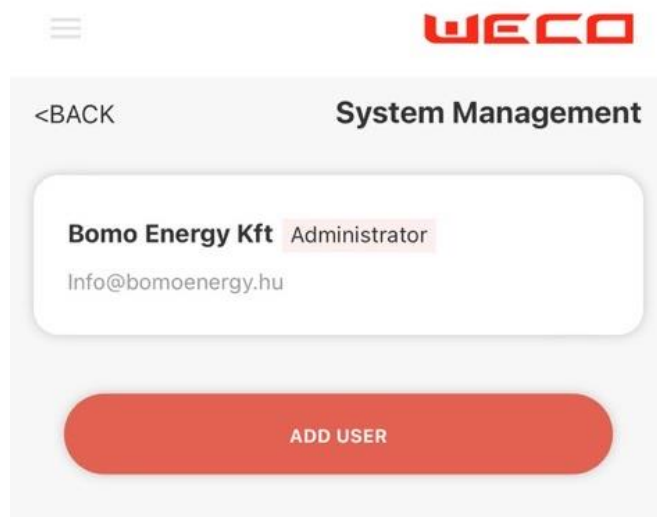 WECO
<BACK
System Management
Bomo Energy Kft Administrator
Info@bomoenergy.hu
ADD USER